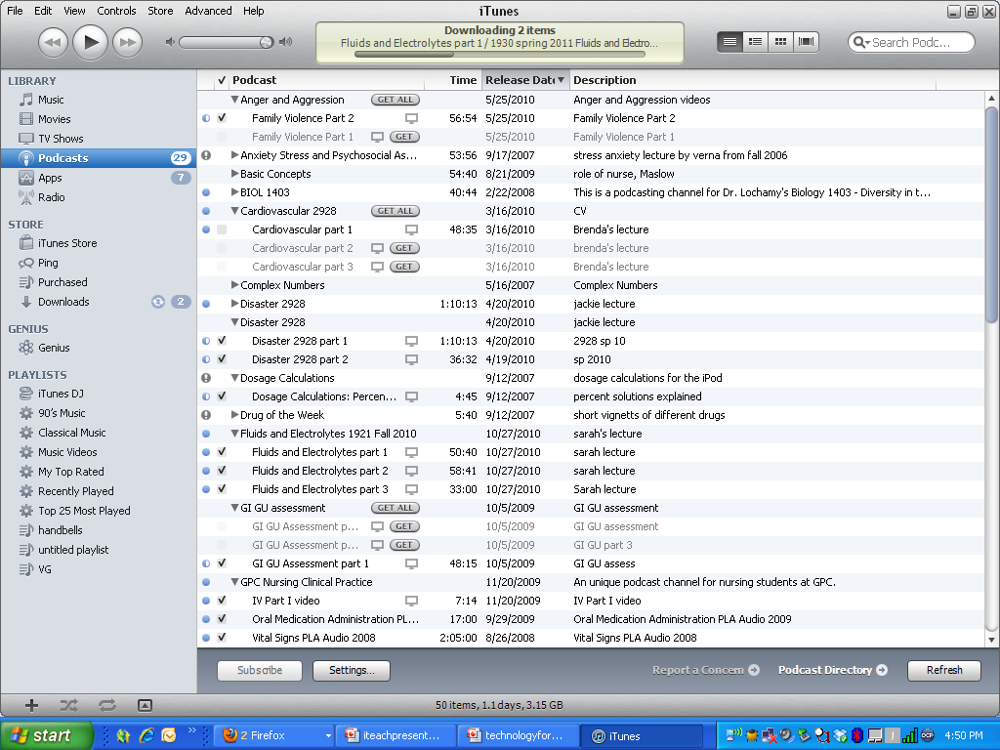 File Edit View Controls Store Advanced Help
iTunes
Downloading 2 items
Fluids and Electrolytes part 1 / 1930 spring 2011 Fluids and Electro...
Search Podc...
LIBRARY
Music
Movies
TV Shows
Podcasts 29
Apps 7
Radio
STORE
iTunes Store
Ping
Purchased
Downloads 2
GENIUS
Genius
PLAYLISTS
iTunes DJ
90's Music
Classical Music
Music Videos
My Top Rated
Recently Played
Top 25 Most Played
handbells
untitled playlist
VG
Podcast Time Release Date Description
Anger and Aggression GET ALL 5/25/2010 Anger and Aggression videos
Family Violence Part 2 56:54 5/25/2010 Family Violence Part 2
Family Violence Part 1 GET 5/25/2010 Family Violence Part 1
Anxiety Stress and Psychosocial As... 53:56 9/17/2007 stress anxiety lecture by verna from fall 2006
Basic Concepts 54:40 8/21/2009 role of nurse, Maslow
BIOL 1403 40:44 2/22/2008 This is a podcasting channel for Dr. Lochamy's Biology 1403 - Diversity in t...
Cardiovascular 2928 GET ALL 3/16/2010 CV
Cardiovascular part 1 48:35 3/16/2010 Brenda's lecture
Cardiovascular part 2 GET 3/16/2010 brenda's lecture
Cardiovascular part 3 GET 3/16/2010 Brenda's lecture
Complex Numbers 5/16/2007 Complex Numbers
Disaster 2928 1:10:13 4/20/2010 jackie lecture
Disaster 2928 4/20/2010 jackie lecture
Disaster 2928 part 1 1:10:13 4/20/2010 2928 sp 10
Disaster 2928 part 2 36:32 4/19/2010 sp 2010
Dosage Calculations 9/12/2007 dosage calculations for the iPod
Dosage Calculations: Percen... 4:45 9/12/2007 percent solutions explained
Drug of the Week 5:40 9/12/2007 short vignetts of different drugs
Fluids and Electrolytes 1921 Fall 2010 10/27/2010 sarah's lecture
Fluids and Electrolytes part 1 50:40 10/27/2010 sarah lecture
Fluids and Electrolytes part 2 58:41 10/27/2010 sarah lecture
Fluids and Electrolytes part 3 33:00 10/27/2010 Sarah lecture
GI GU assessment GET ALL 10/5/2009 GI GU assessment
GI GU Assessment p... GET 10/5/2009 GI GU assessment
GI GU Assessment p... GET 10/5/2009 GI GU part 3
GI GU Assessment part 1 48:15 10/5/2009 GI GU assess
GPC Nursing Clinical Practice 11/20/2009 An unique podcast channel for nursing students at GPC.
IV Part I video 7:14 11/20/2009 IV Part I video
Oral Medication Administration PL... 17:00 9/29/2009 Oral Medication Administration PLA Audio 2009
Vital Signs PLA Audio 2008 2:05:00 8/26/2008 Vital Signs PLA Audio 2008
Subscribe Settings... Report a Concern Podcast Directory Refresh
50 items, 1.1 days, 3.15 GB
start 2 Firefox iteachpresent... technologyfor... iTunes 4:50 PM